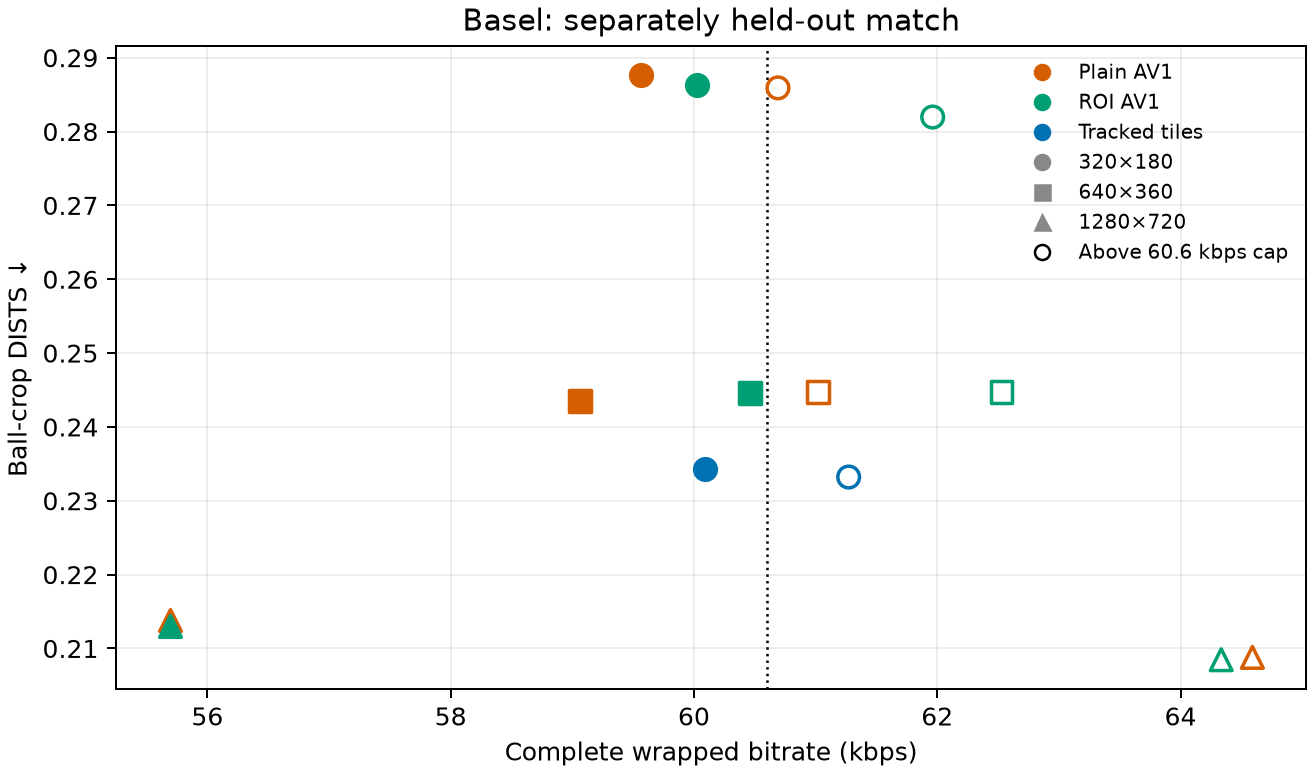 Basel: separately held-out match
Ball-crop DISTS ↓
0.29
0.28
0.27
0.26
0.25
0.24
0.23
0.22
0.21
Plain AV1
ROI AV1
Tracked tiles
320×180
640×360
1280×720
Above 60.6 kbps cap
56
58
60
62
64
Complete wrapped bitrate (kbps)